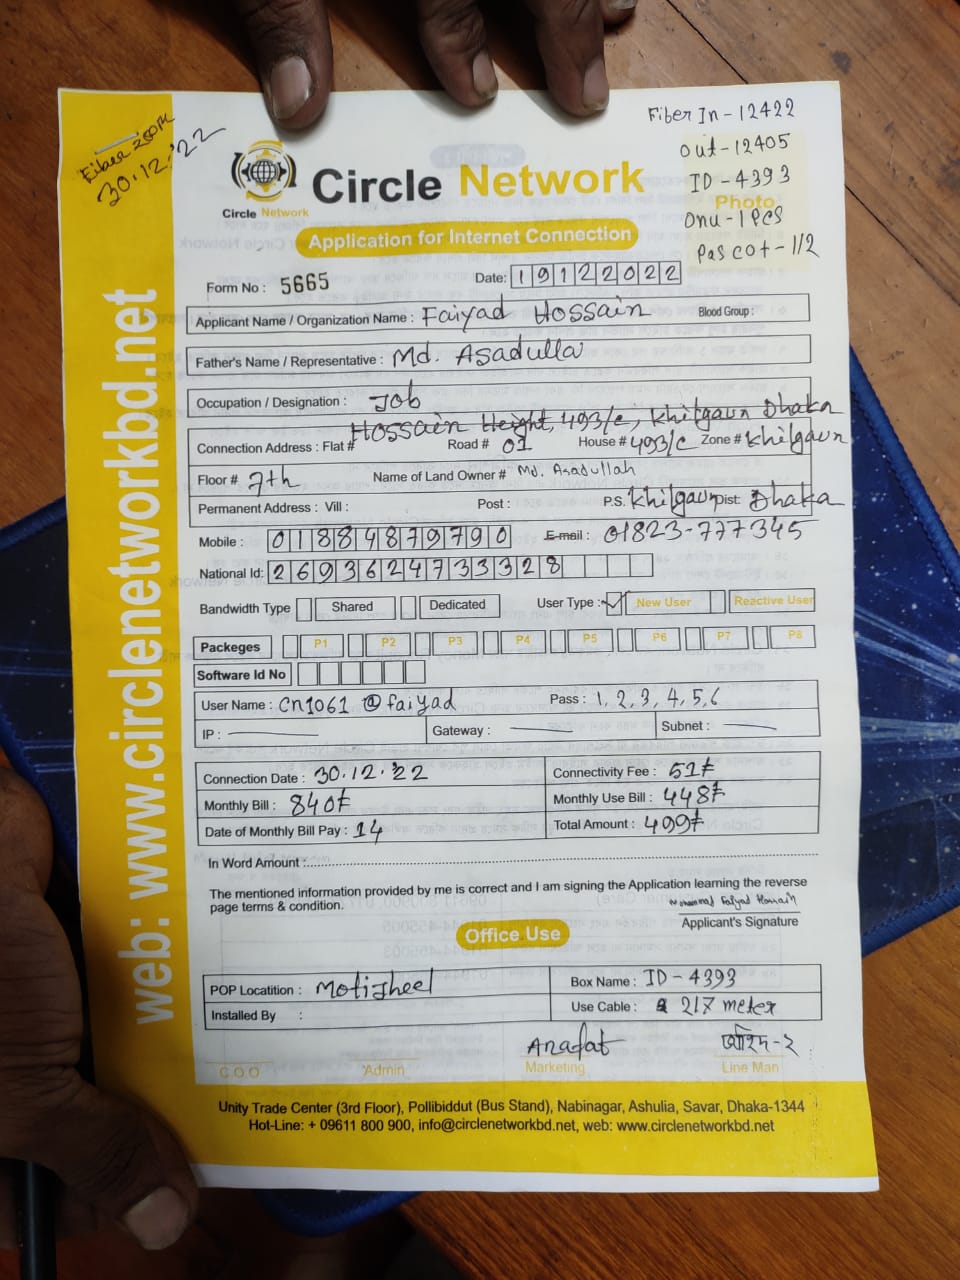 Fiber In - 12422
out - 12405
ID - 4393
Photo
Onu - 1 Pcs
Pas cot - 1/2
Fiber
30.12.'22
Circle Network
Circle Network
Application for Internet Connection
Form No : 5665
Date: 19122022
Applicant Name / Organization Name : Faiyad Hossain Blood Group :
Father's Name / Representative : Md. Asadulla
Occupation / Designation : Job
Hossain Height, 493/c, Khilgaun Dhaka
Connection Address : Flat # Road # 01 House # 493/c Zone # Khilgaun
Floor # 7th Name of Land Owner # Md. Asadullah
Permanent Address : Vill : Post : P.S. Khilgaun Dist: Dhaka
Mobile : 01884879790 E-mail : 01823-777345
National Id: 2693624733328
Bandwidth Type Shared Dedicated User Type : New User Reactive User
Packeges P1 P2 P3 P4 P5 P6 P7 P8
Software Id No
User Name : cn1061 @ faiyad Pass : 1, 2, 3, 4, 5, 6
IP : Gateway : Subnet :
Connection Date : 30.12.'22 Connectivity Fee : 51₮
Monthly Bill : 840₮ Monthly Use Bill : 448₮
Date of Monthly Bill Pay : 14 Total Amount : 499₮
In Word Amount :
The mentioned information provided by me is correct and I am signing the Application learning the reverse
page terms & condition.
Mohammad Faiyad Hossain
Applicant's Signature
Office Use
POP Locatition : Motijheel Box Name : ID - 4393
Installed By : Use Cable : 217 meter
Arafat
C.O.O Admin Marketing Line Man
Unity Trade Center (3rd Floor), Pollibiddut (Bus Stand), Nabinagar, Ashulia, Savar, Dhaka-1344
Hot-Line: + 09611 800 900, info@circlenetworkbd.net, web: www.circlenetworkbd.net
web: www.circlenetworkbd.net